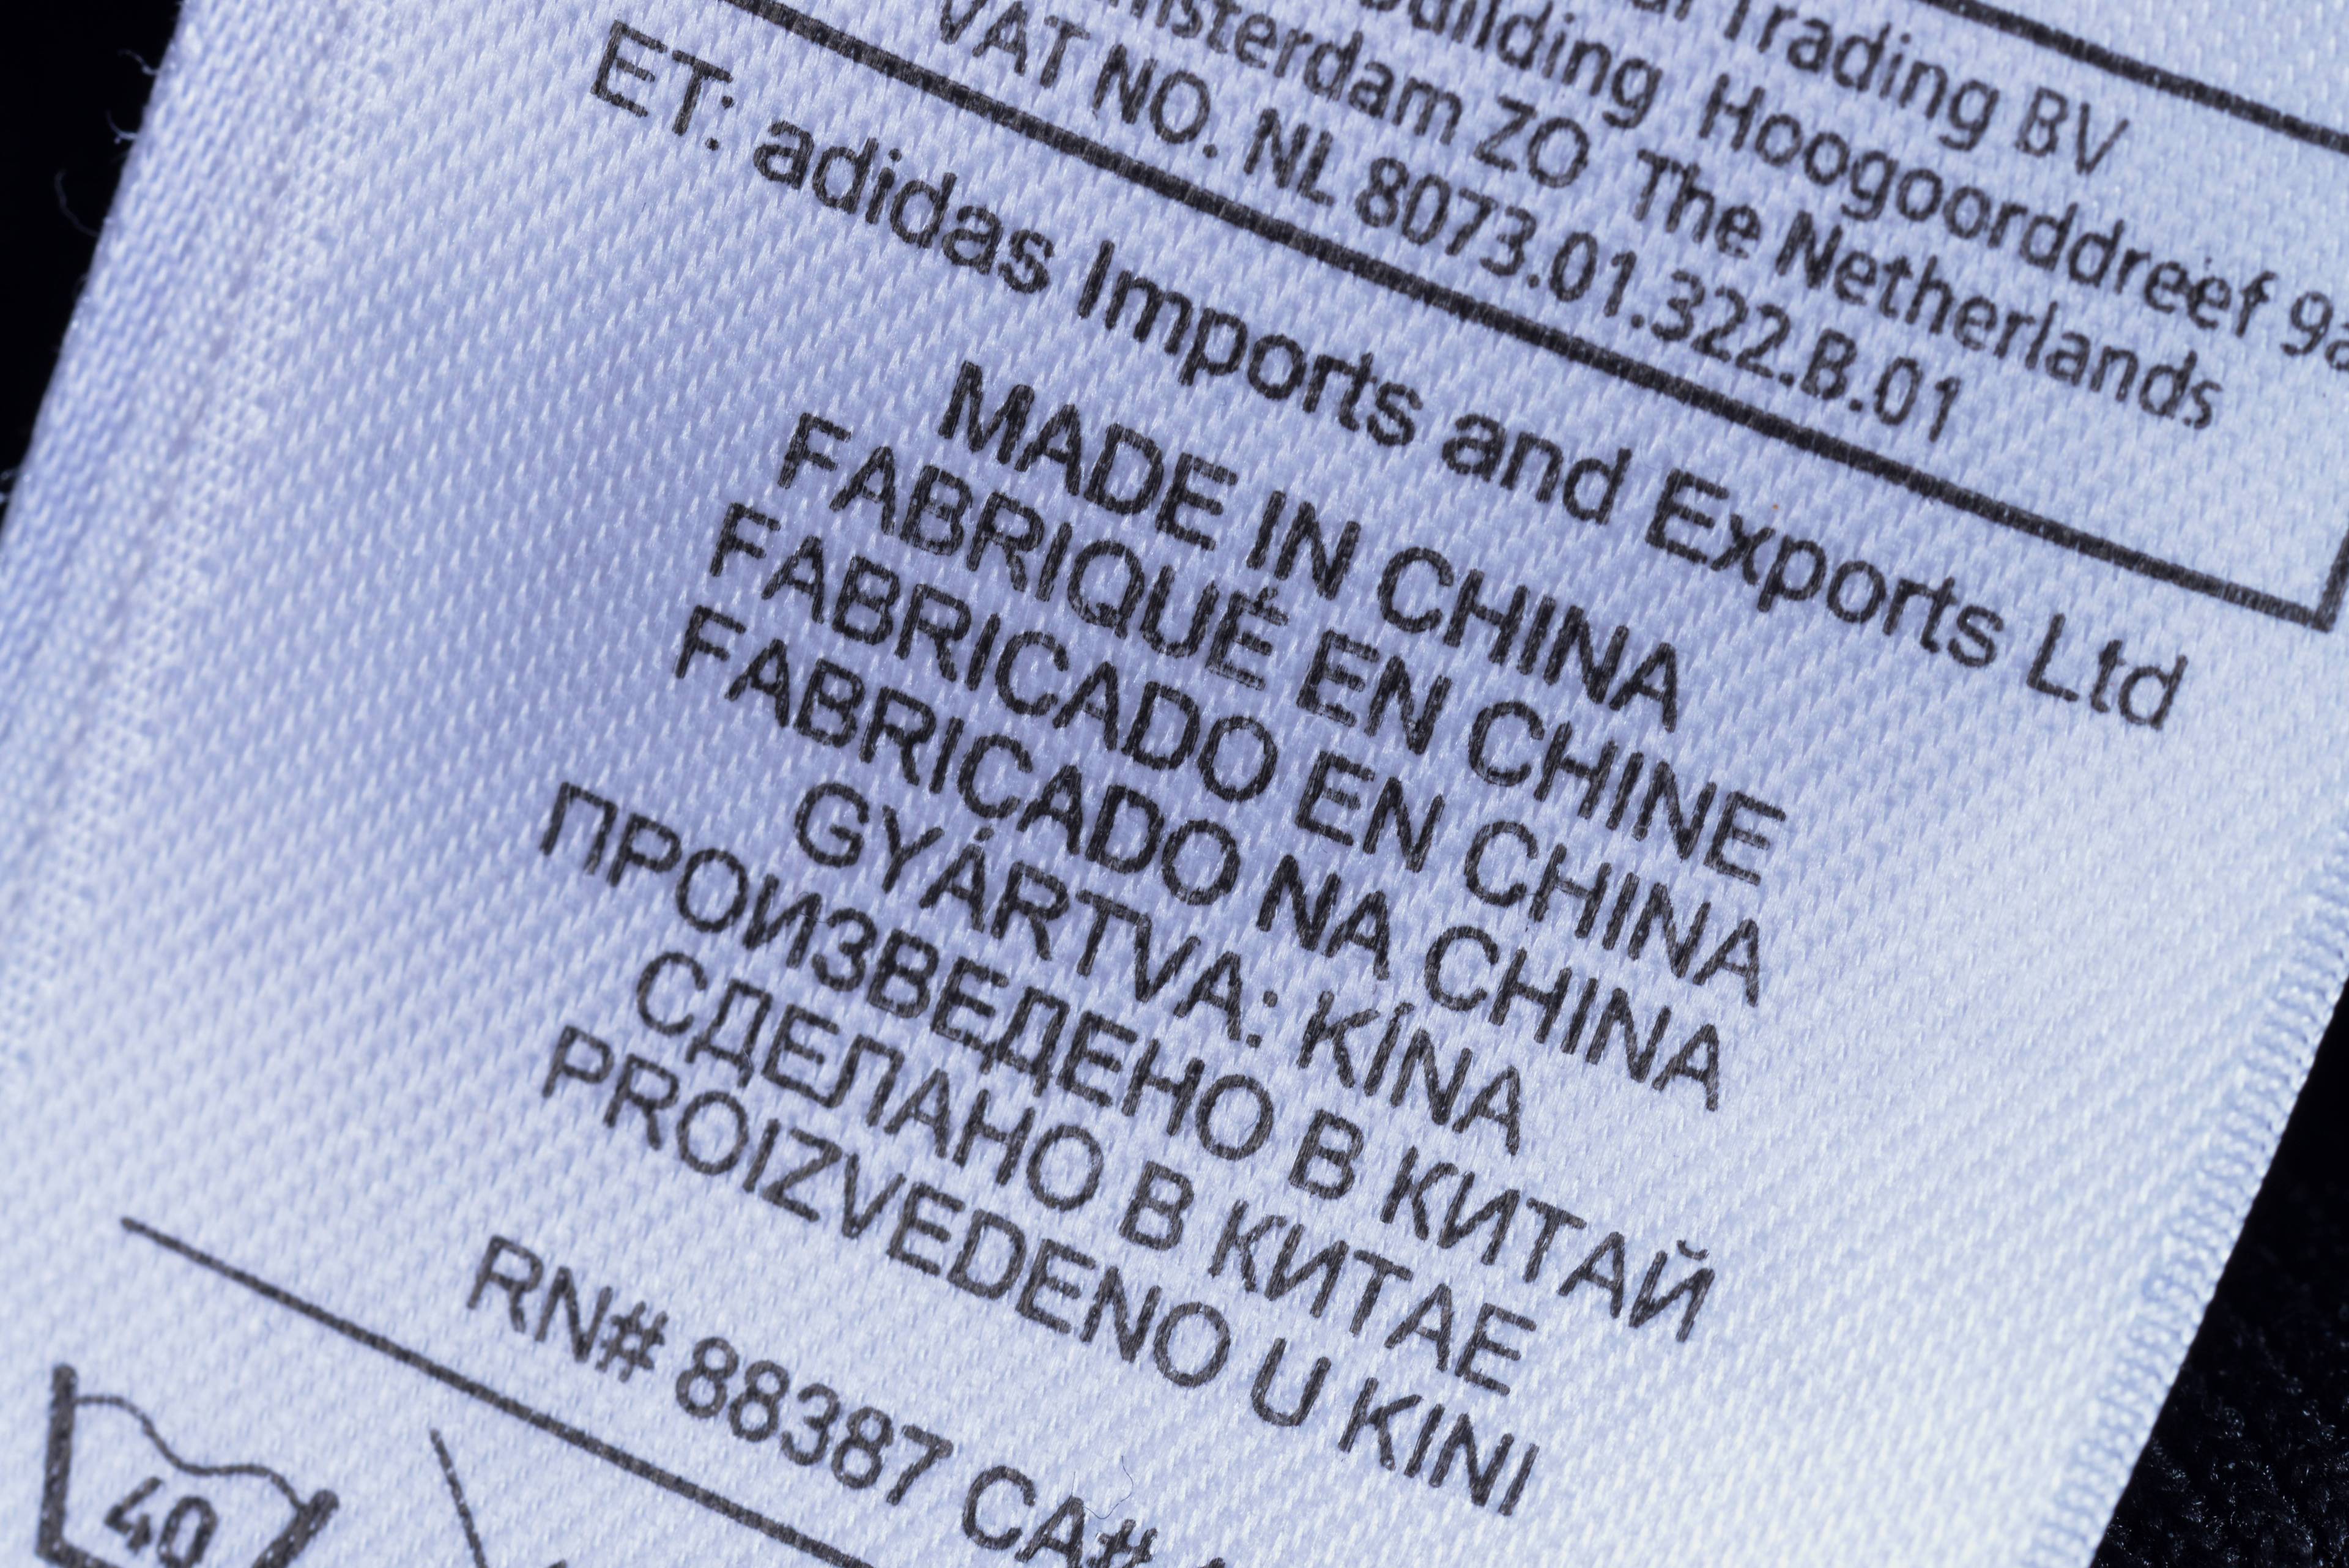 Trading BV
Building Hoogoorddreef 9a
Amsterdam ZO The Netherlands
VAT NO. NL 8073.01.322.B.01
ET: adidas Imports and Exports Ltd
MADE IN CHINA
FABRIQUÉ EN CHINE
FABRICADO EN CHINA
FABRICADO NA CHINA
GYÁRTVA: KÍNA
ПРОИЗВЕДЕНО В КИТАЙ
СДЕЛАНО В КИТАЕ
PROIZVEDENO U KINI
RN# 88387 CA#
40